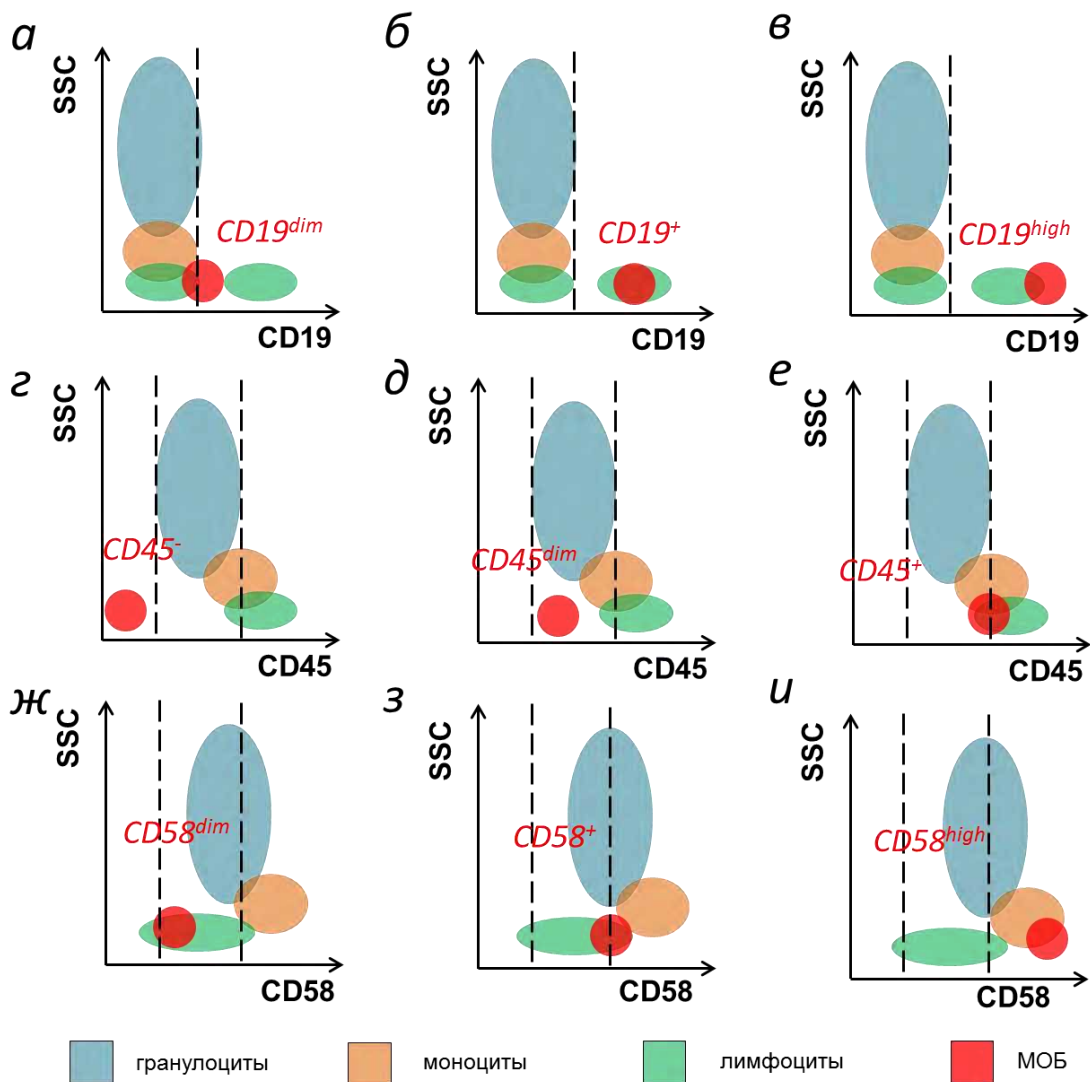 а б в
SSC SSC SSC
CD19dim CD19+ CD19high
CD19 CD19 CD19
г д е
SSC SSC SSC
CD45- CD45dim CD45+
CD45 CD45 CD45
ж з и
SSC SSC SSC
CD58dim CD58+ CD58high
CD58 CD58 CD58
гранулоциты моноциты лимфоциты МОБ